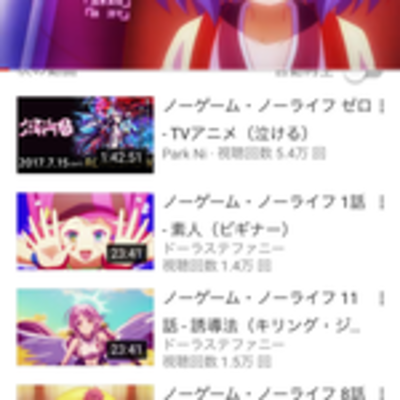 ノーゲーム・ノーライフ ゼロ
- TVアニメ（泣ける）
Park Ni · 視聴回数 5.4万 回
2017.7.15
1:42:51
ノーゲーム・ノーライフ 1話
- 素人（ビギナー）
ドーラステファニー
視聴回数 1.4万 回
23:41
ノーゲーム・ノーライフ 11
話 - 誘導法（キリング・ジ...
ドーラステファニー
視聴回数 1.5万 回
23:41
ノーゲーム・ノーライフ 8話